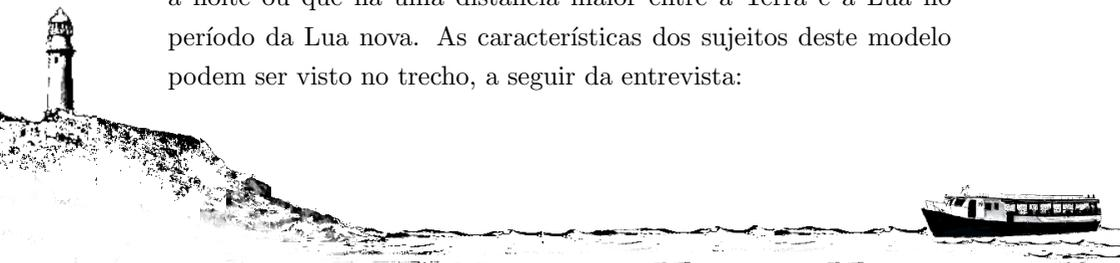 a noite ou que há uma distância maior entre a Terra e a Lua no
período da Lua nova. As características dos sujeitos deste modelo
podem ser visto no trecho, a seguir da entrevista: